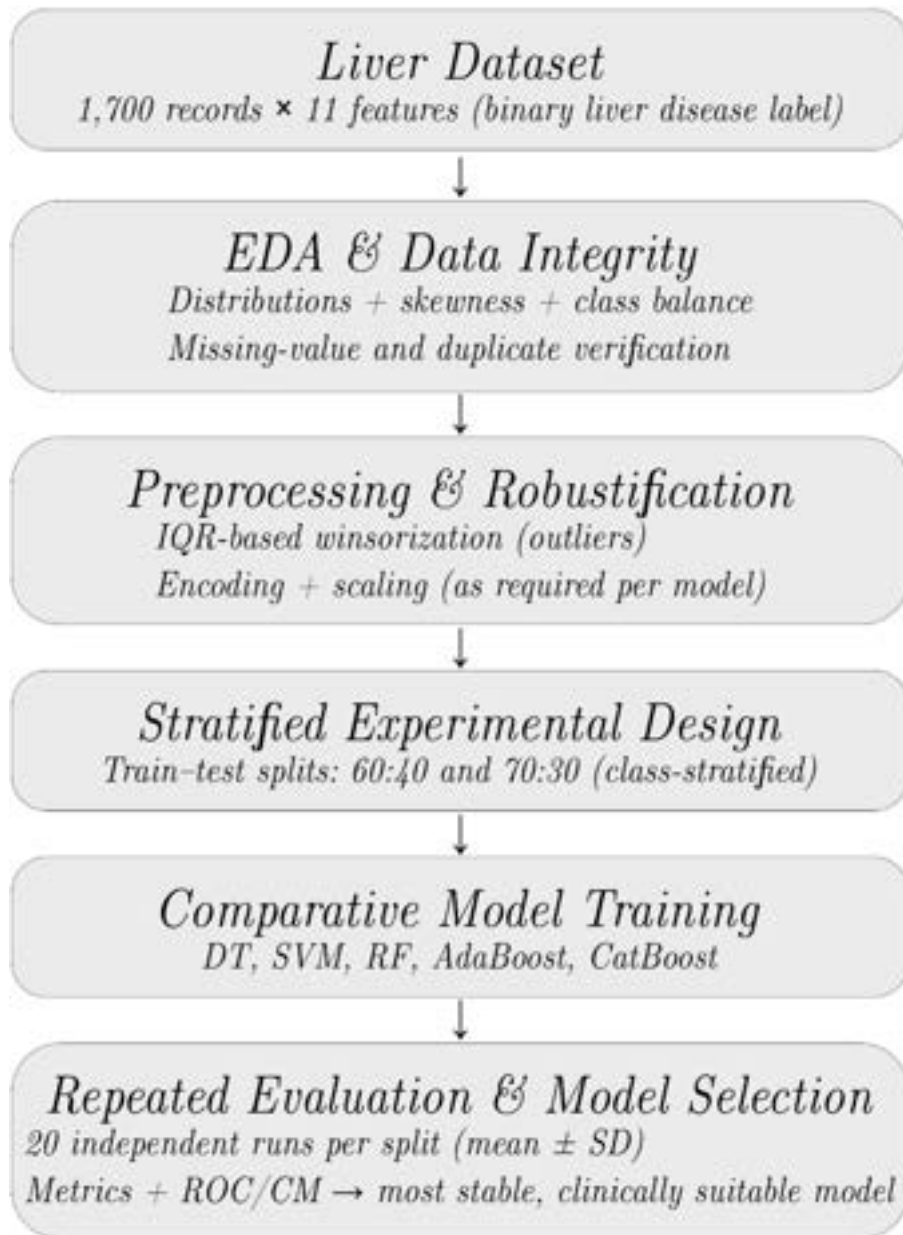 Liver Dataset
1,700 records × 11 features (binary liver disease label)
EDA & Data Integrity
Distributions + skewness + class balance
Missing-value and duplicate verification
Preprocessing & Robustification
IQR-based winsorization (outliers)
Encoding + scaling (as required per model)
Stratified Experimental Design
Train–test splits: 60:40 and 70:30 (class-stratified)
Comparative Model Training
DT, SVM, RF, AdaBoost, CatBoost
Repeated Evaluation & Model Selection
20 independent runs per split (mean ± SD)
Metrics + ROC/CM → most stable, clinically suitable model